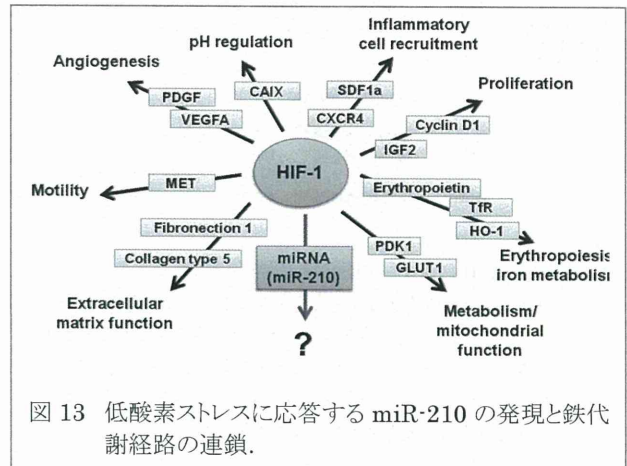 Inflammatory
cell recruitment
pH regulation
Angiogenesis
Proliferation
PDGF
VEGFA
CAIX
SDF1a
CXCR4
Cyclin D1
IGF2
HIF-1
Motility
MET
Erythropoietin
TfR
HO-1
Fibronection 1
Collagen type 5
miRNA
(miR-210)
PDK1
GLUT1
Erythropoiesis
iron metabolis
Extracellular
matrix function
?
Metabolism/
mitochondrial
function
図 13 低酸素ストレスに応答する miR-210 の発現と鉄代
謝経路の連鎖.